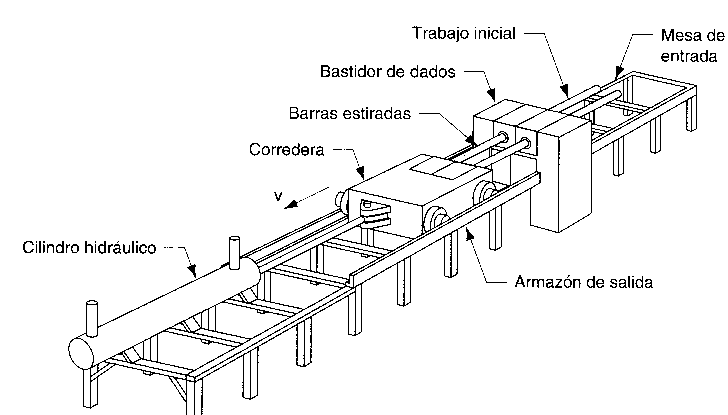 Trabajo inicial
Mesa de
entrada
Bastidor de dados
Barras estiradas
Corredera
v
Cilindro hidráulico
Armazón de salida